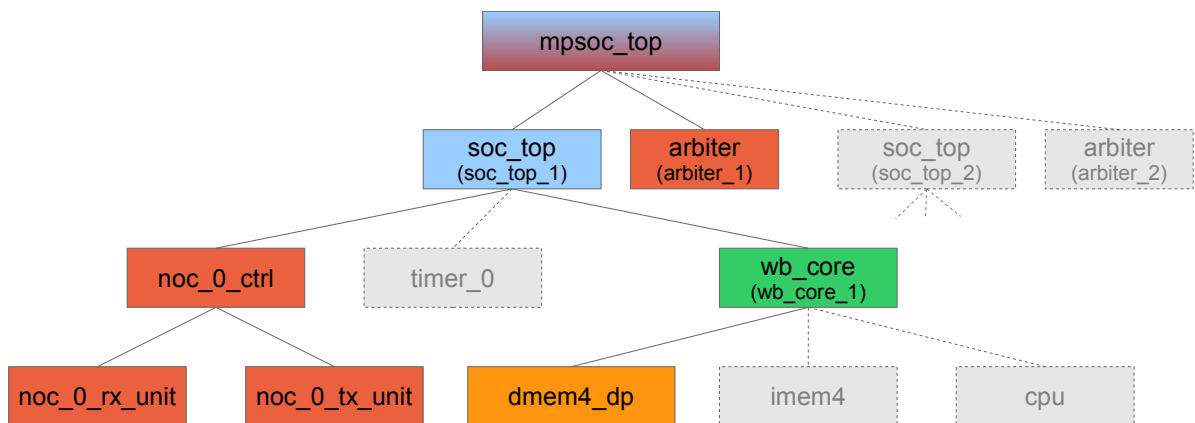 mpsoc_top
soc_top
(soc_top_1)
arbiter
(arbiter_1)
soc_top
(soc_top_2)
arbiter
(arbiter_2)
noc_0_ctrl
timer_0
wb_core
(wb_core_1)
noc_0_rx_unit
noc_0_tx_unit
dmem4_dp
imem4
cpu